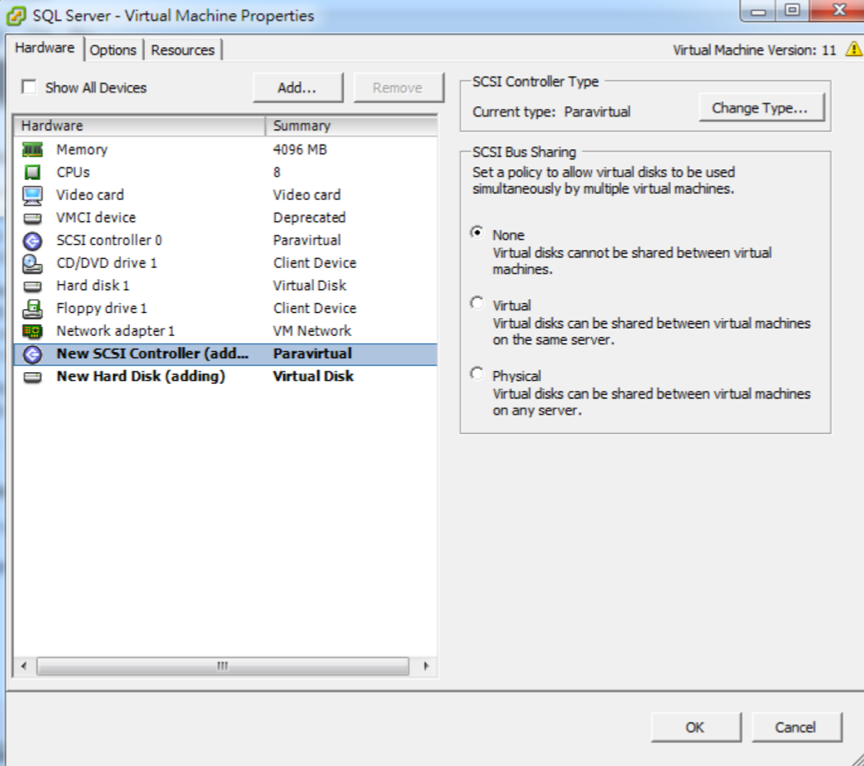 SQL Server - Virtual Machine Properties
Hardware Options Resources
Virtual Machine Version: 11
Show All Devices
Add...
Remove
Hardware Summary
Memory 4096 MB
CPUs 8
Video card Video card
VMCI device Deprecated
SCSI controller 0 Paravirtual
CD/DVD drive 1 Client Device
Hard disk 1 Virtual Disk
Floppy drive 1 Client Device
Network adapter 1 VM Network
New SCSI Controller (add... Paravirtual
New Hard Disk (adding) Virtual Disk
SCSI Controller Type
Current type: Paravirtual
Change Type...
SCSI Bus Sharing
Set a policy to allow virtual disks to be used
simultaneously by multiple virtual machines.
None
Virtual disks cannot be shared between virtual
machines.
Virtual
Virtual disks can be shared between virtual machines
on the same server.
Physical
Virtual disks can be shared between virtual machines
on any server.
OK
Cancel